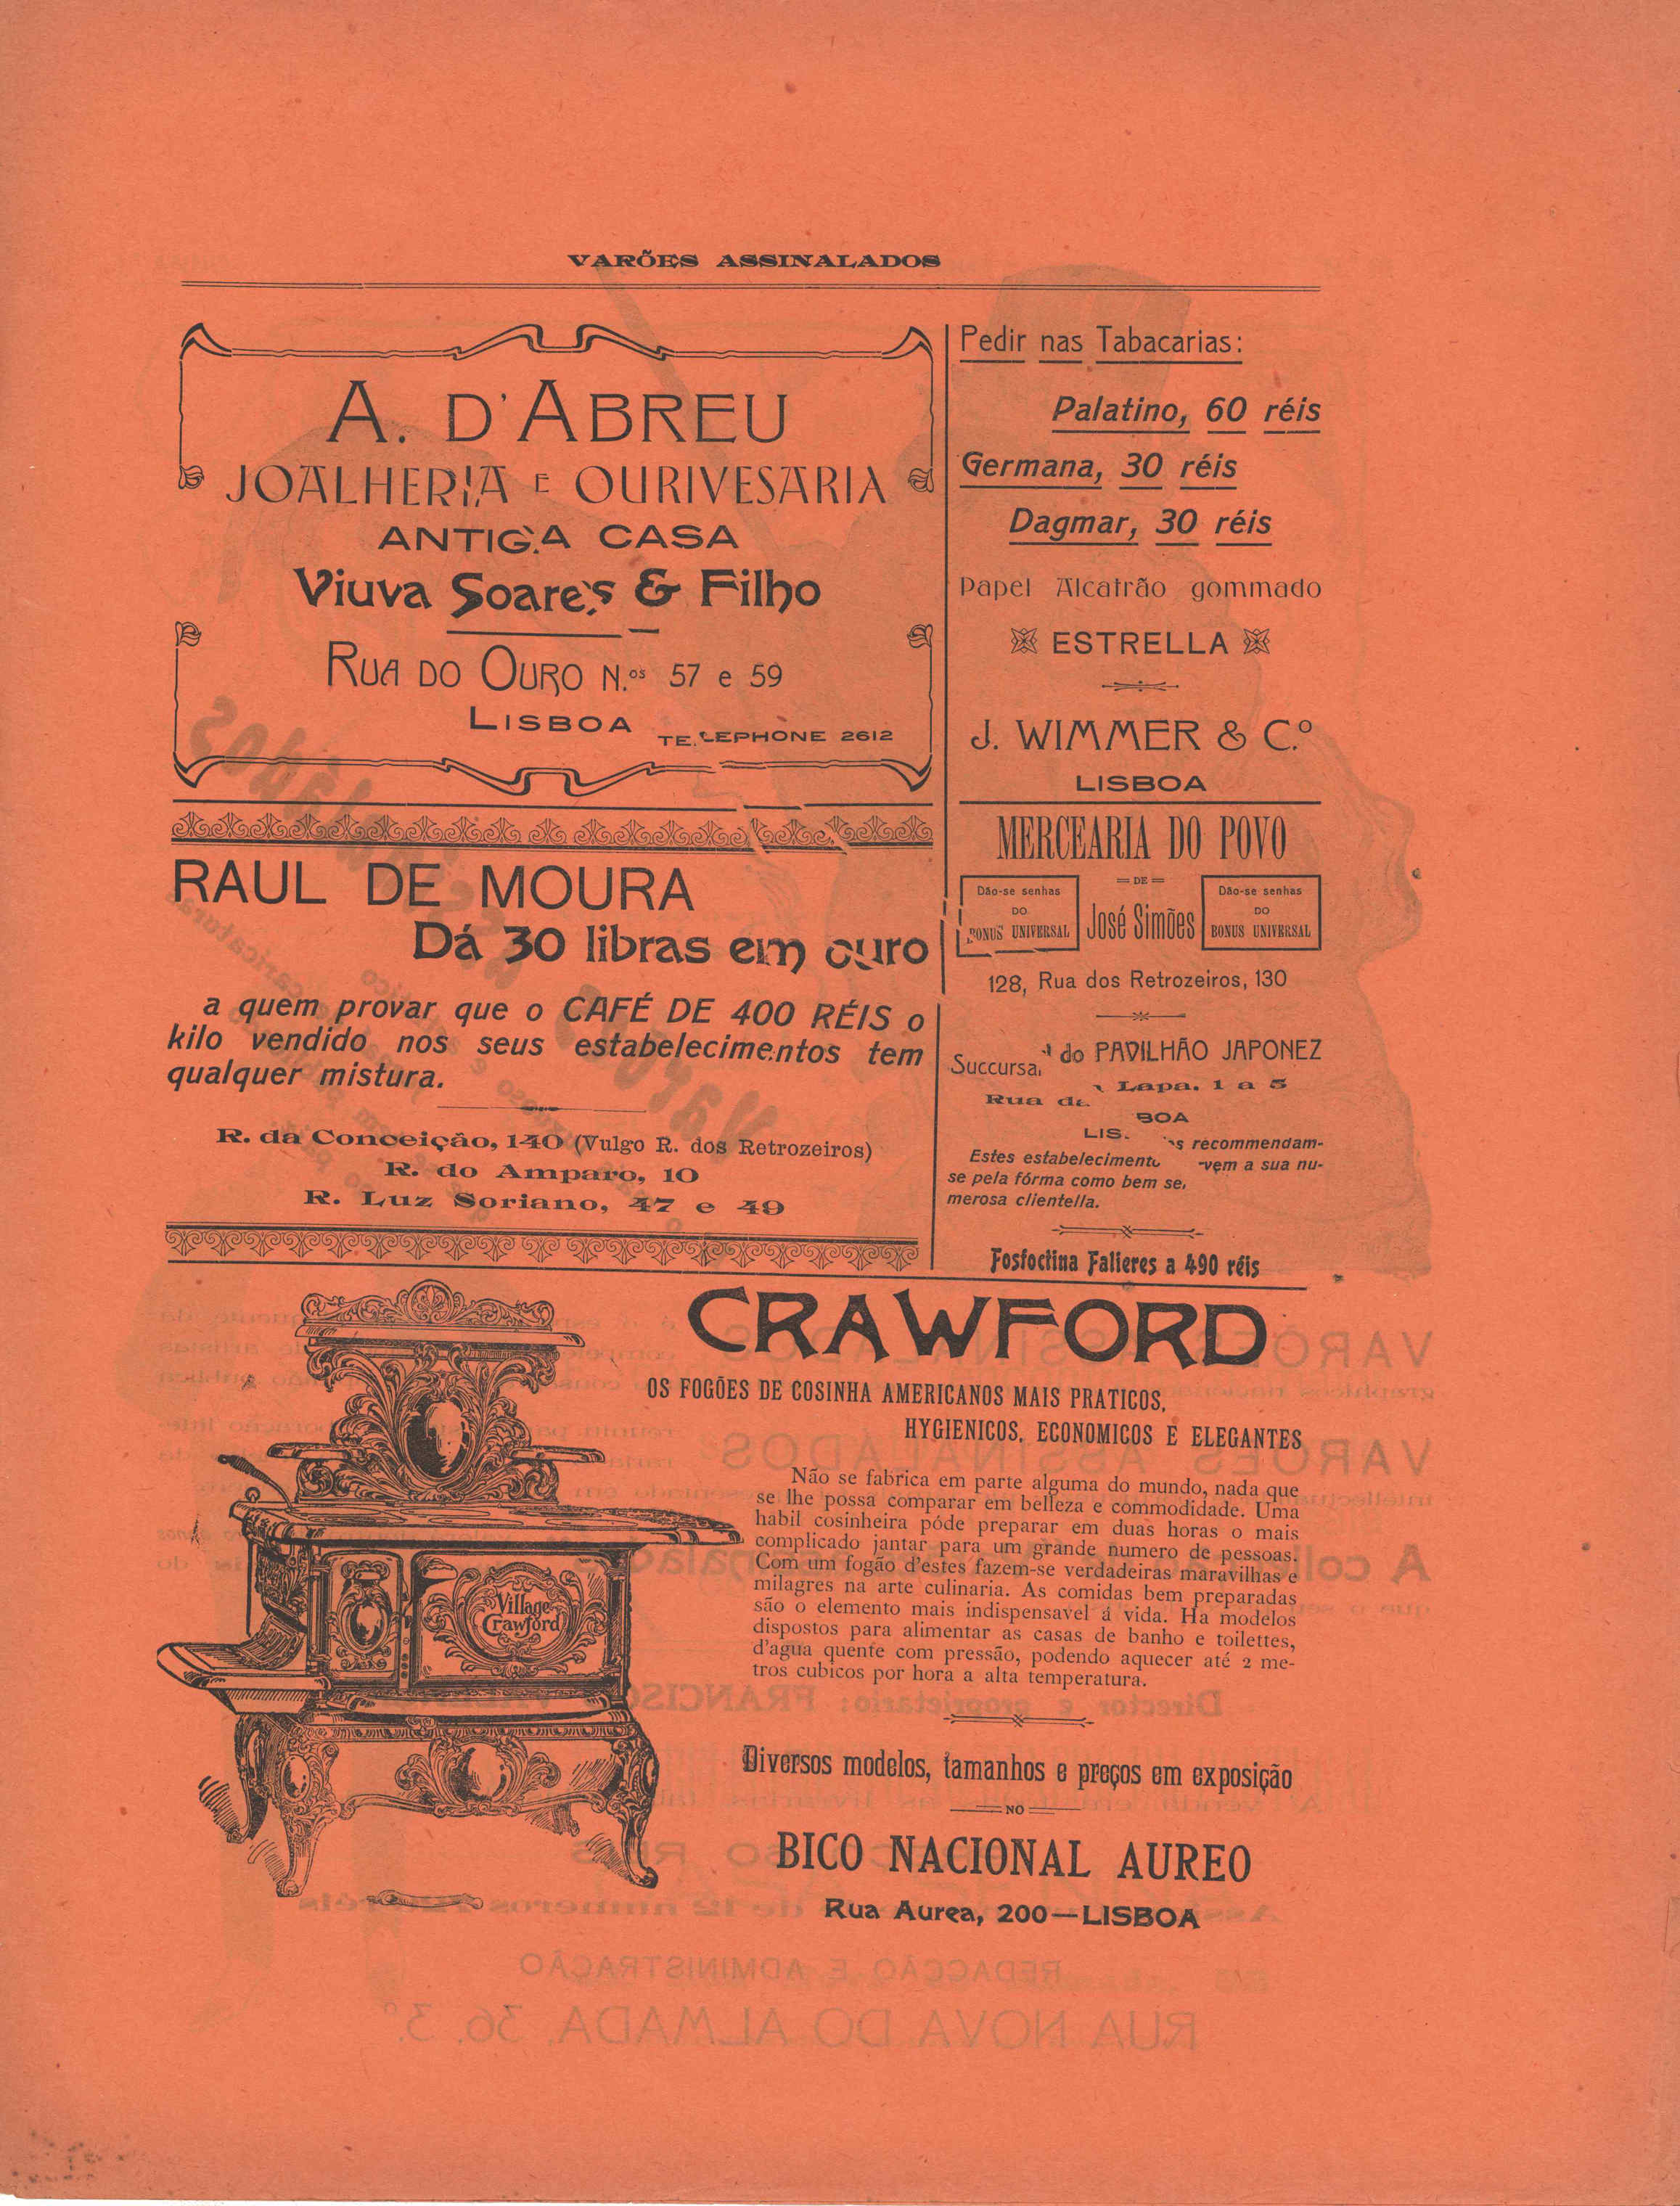 VARÕES ASSINALADOS
A. D'ABREU
JOALHERIA E OURIVESARIA
ANTIGA CASA
Viuva Soares & Filho
RUA DO OURO N.os 57 e 59
LISBOA TELEPHONE 2612
RAUL DE MOURA
Dá 30 libras em ouro
a quem provar que o CAFÉ DE 400 RÉIS o
kilo vendido nos seus estabelecimentos tem
qualquer mistura.
R. da Conceição, 140 (Vulgo R. dos Retrozeiros)
R. do Amparo, 10
R. Luz Soriano, 47 e 49
Pedir nas Tabacarias:
Palatino, 60 réis
Germana, 30 réis
Dagmar, 30 réis
Papel Alcatrão gommado
ESTRELLA
J. WIMMER & C.º
LISBOA
MERCEARIA DO POVO
DE
Dão-se senhas
DO
BONUS UNIVERSAL
José Simões
Dão-se senhas
DO
BONUS UNIVERSAL
128, Rua dos Retrozeiros, 130
Succursal do PAVILHÃO JAPONEZ
Rua da Lapa, 1 a 5
LISBOA
Estes estabelecimentos recommendam-
se pela fórma como bem servem a sua nu-
merosa clientella.
Fosfoctina Falieres a 490 réis
CRAWFORD
OS FOGÕES DE COSINHA AMERICANOS MAIS PRATICOS,
HYGIENICOS, ECONOMICOS E ELEGANTES
Não se fabrica em parte alguma do mundo, nada que
se lhe possa comparar em belleza e commodidade. Uma
habil cosinheira póde preparar em duas horas o mais
complicado jantar para um grande numero de pessoas.
Com um fogão d'estes fazem-se verdadeiras maravilhas e
milagres na arte culinaria. As comidas bem preparadas
são o elemento mais indispensavel á vida. Ha modelos
dispostos para alimentar as casas de banho e toilettes,
d'agua quente com pressão, podendo aquecer até 2 me-
tros cubicos por hora a alta temperatura.
Village
Crawford
Diversos modelos, tamanhos e preços em exposição
NO
BICO NACIONAL AUREO
Rua Aurea, 200—LISBOA